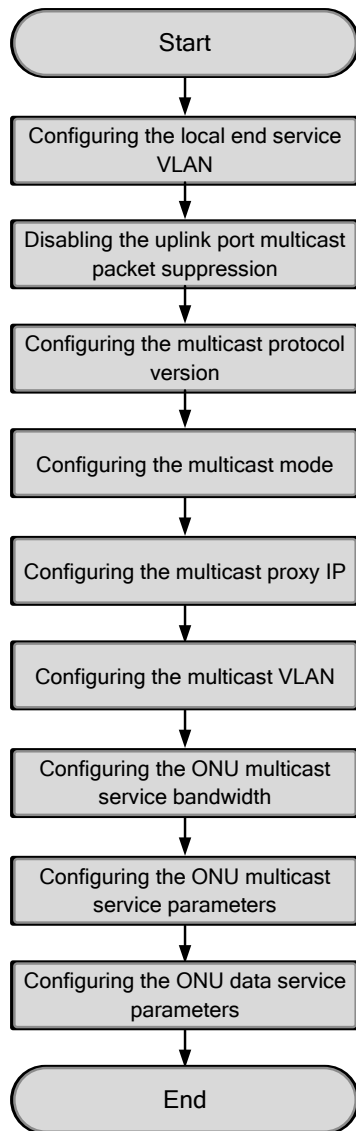 Start
Configuring the local end service
VLAN
Disabling the uplink port multicast
packet suppression
Configuring the multicast protocol
version
Configuring the multicast mode
Configuring the multicast proxy IP
Configuring the multicast VLAN
Configuring the ONU multicast
service bandwidth
Configuring the ONU multicast
service parameters
Configuring the ONU data service
parameters
End